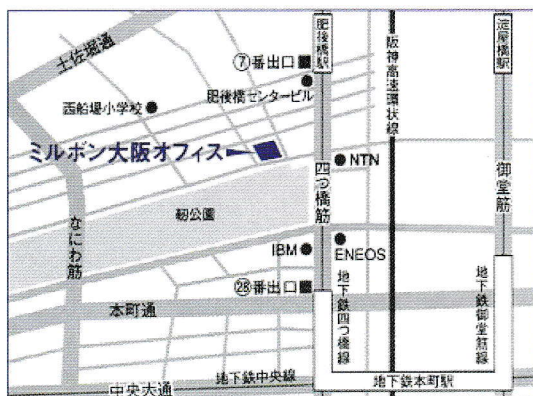 土佐堀通
肥後橋駅
阪神高速環状線
淀屋橋駅
⑦番出口
肥後橋センタービル
西船場小学校
ミルボン大阪オフィス
NTN
四つ橋筋
御堂筋
靭公園
なにわ筋
IBM
ENEOS
㉘番出口
地下鉄四つ橋線
地下鉄御堂筋線
本町通
地下鉄中央線
地下鉄本町駅
中央大通